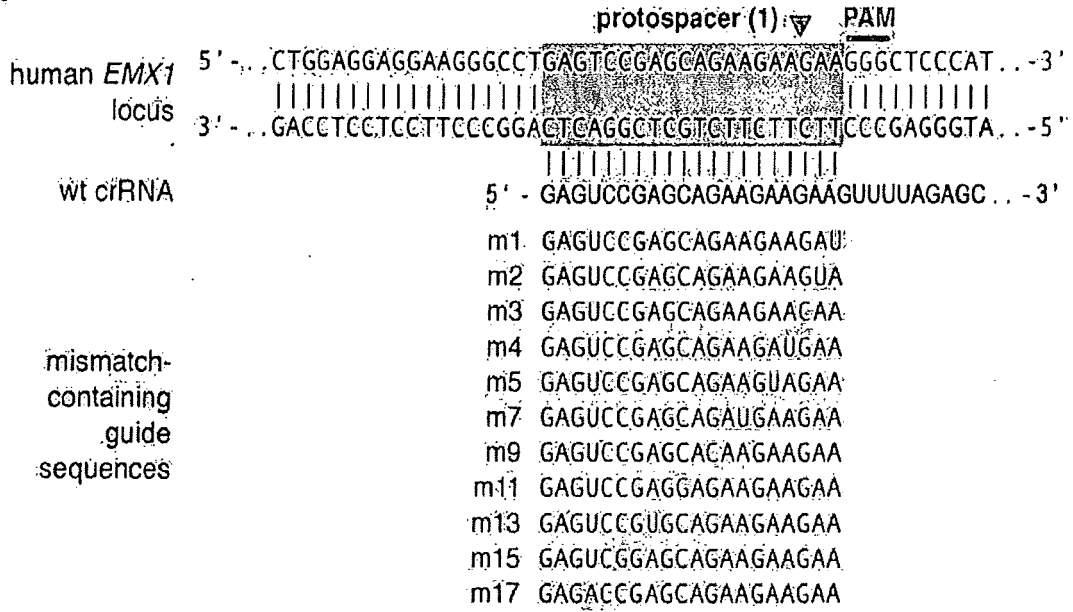 protospacer (1) PAM
human EMX1 locus
5'-..CTGGAGGAGGAAGGGCCTGAGTCCGAGCAGAAGAAGAAGGGCTCCCAT..-3'
3'-..GACCTCCTCCTTCCCGGACTCAGGCTCGTCTTCTTCTTCCCGAGGGTA..-5'
wt crRNA 5'-GAGUCCGAGCAGAAGAAGAAGUUUUAGAGC..-3'
mismatch-containing guide sequences
m1 GAGUCCGAGCAGAAGAAGAU
m2 GAGUCCGAGCAGAAGAAGUA
m3 GAGUCCGAGCAGAAGAACAA
m4 GAGUCCGAGCAGAAGAUGAA
m5 GAGUCCGAGCAGAAGUAGAA
m7 GAGUCCGAGCAGAUGAAGAA
m9 GAGUCCGAGCACAAGAAGAA
m11 GAGUCCGAGGAGAAGAAGAA
m13 GAGUCCGUGCAGAAGAAGAA
m15 GAGUCGGAGCAGAAGAAGAA
m17 GAGACCGAGCAGAAGAAGAA